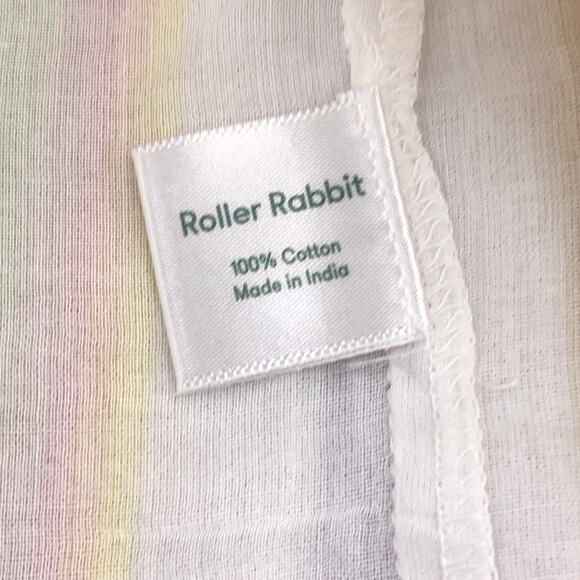 Roller Rabbit
100% Cotton
Made in India